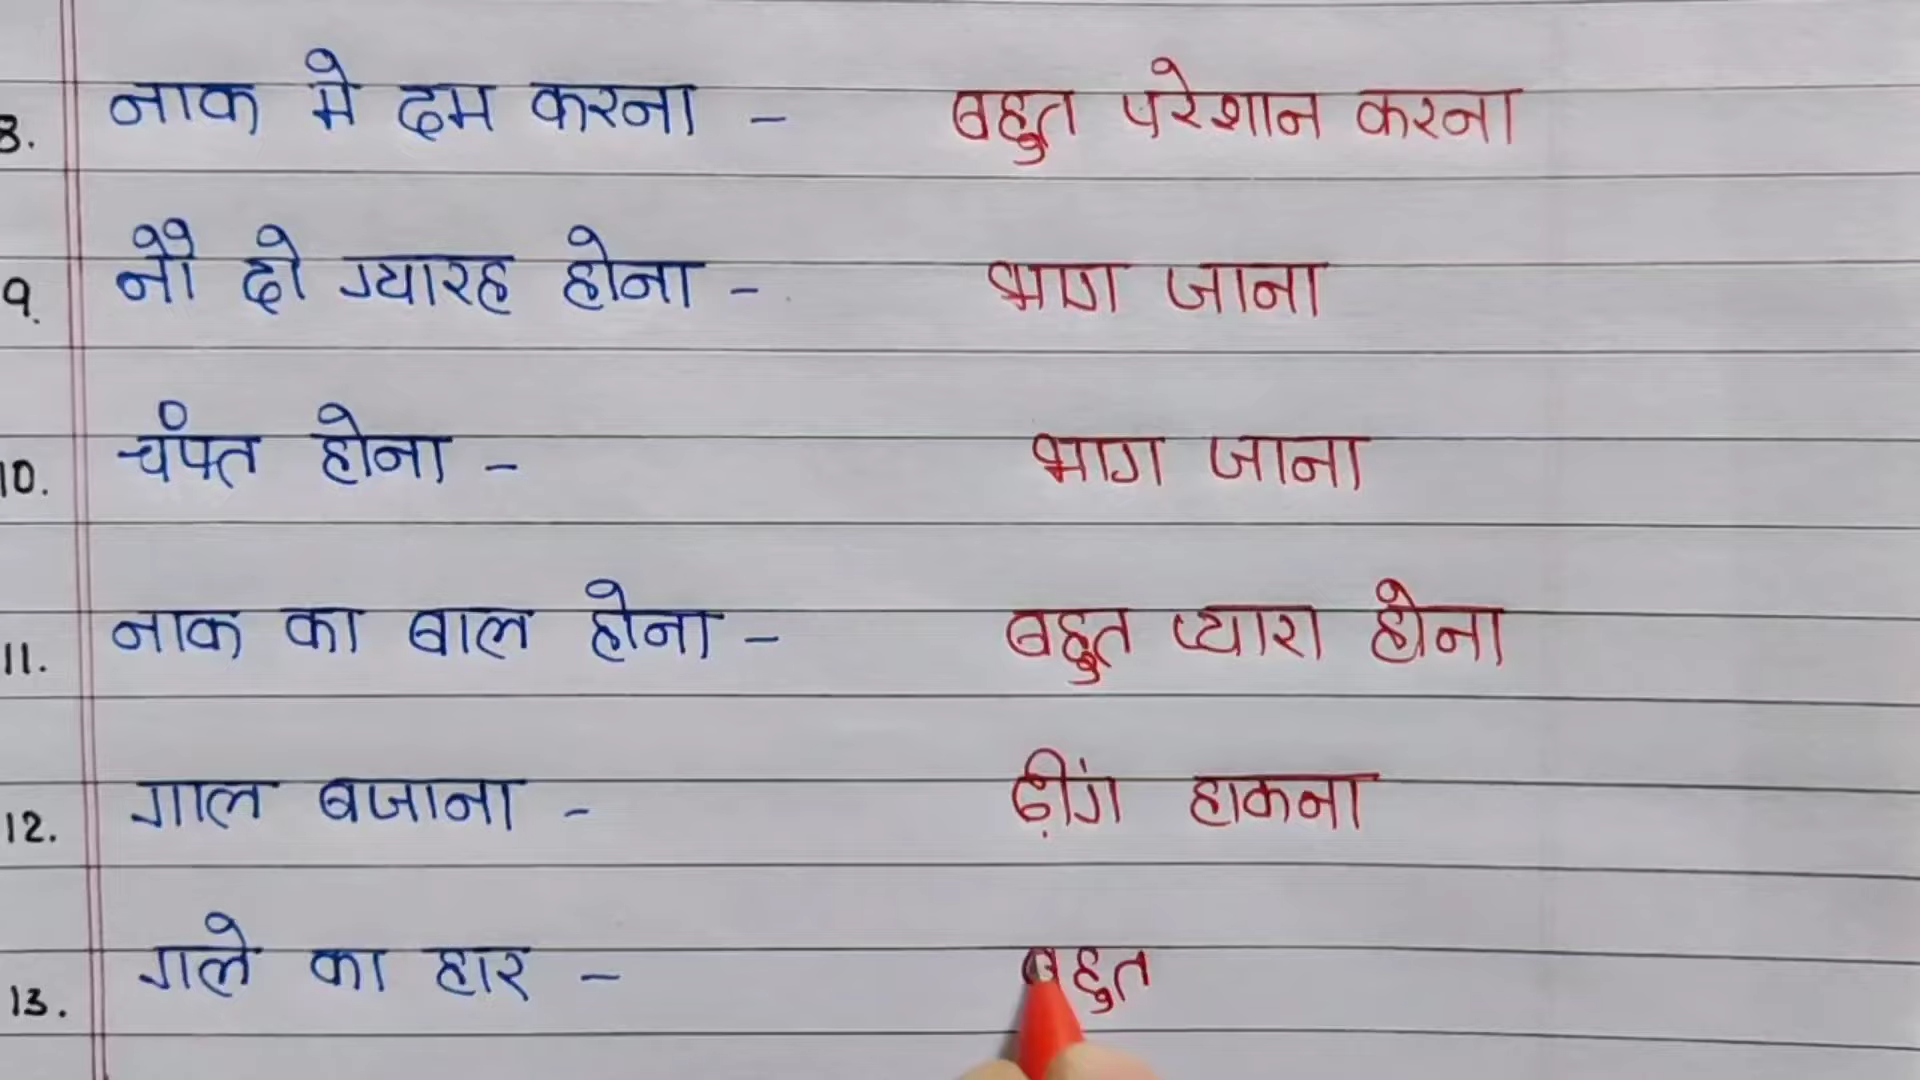 8. नाक मे दम करना - बहुत परेशान करना
9. नौ दो ग्यारह होना - भाग जाना
10. चंपत होना - भाग जाना
11. नाक का बाल होना - बहुत प्यारा होना
12. गाल बजाना - ढ़ींग हाकना
13. गले का हार - बहुत